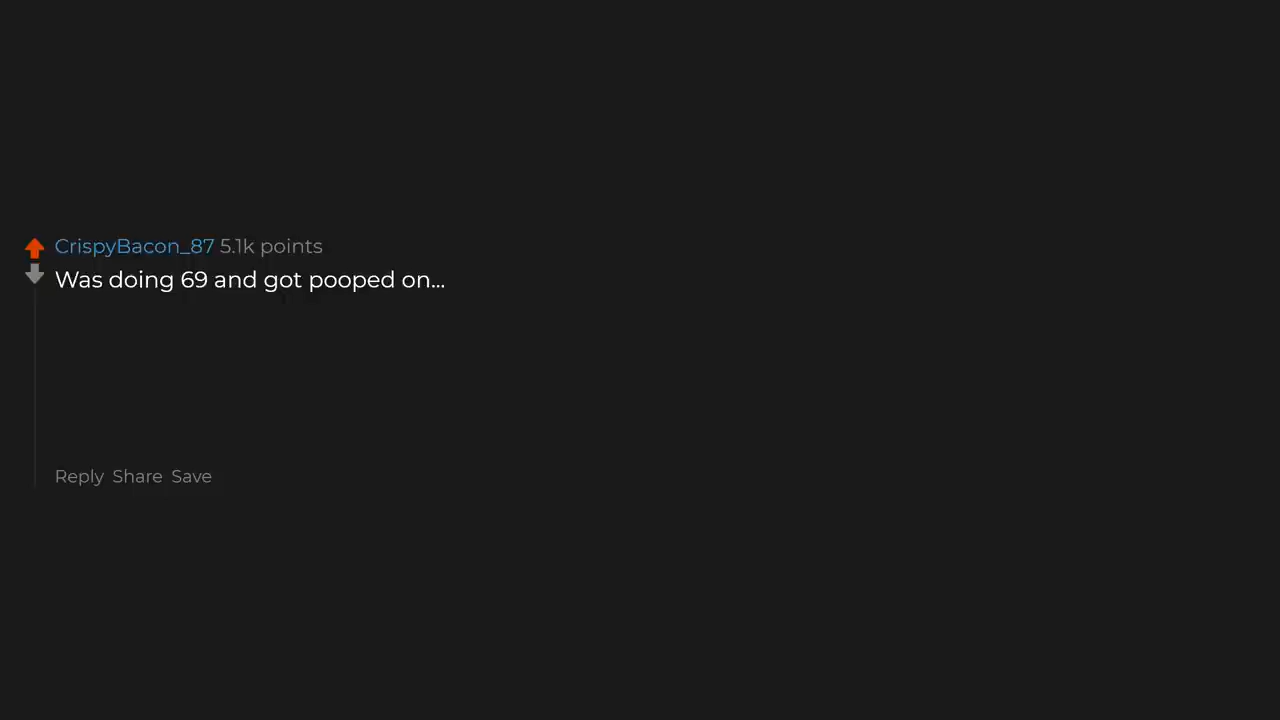 CrispyBacon_87 5.1k points
Was doing 69 and got pooped on...
Reply Share Save